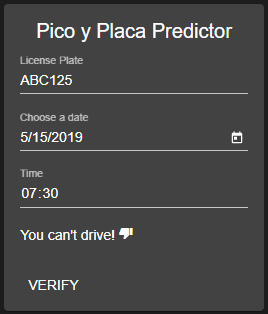 Pico y Placa Predictor
License Plate
ABC125
Choose a date
5/15/2019
Time
07:30
You can't drive! 👎
VERIFY